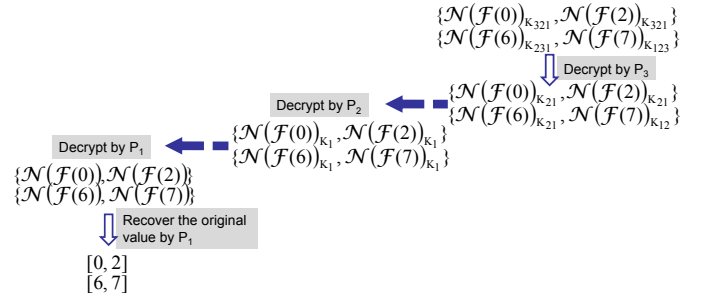 {𝒩(ℱ(0))K₃₂₁, 𝒩(ℱ(2))K₃₂₁}
{𝒩(ℱ(6))K₂₃₁, 𝒩(ℱ(7))K₁₂₃}
Decrypt by P₃
{𝒩(ℱ(0))K₂₁, 𝒩(ℱ(2))K₂₁}
{𝒩(ℱ(6))K₂₁, 𝒩(ℱ(7))K₁₂}
Decrypt by P₂
{𝒩(ℱ(0))K₁, 𝒩(ℱ(2))K₁}
{𝒩(ℱ(6))K₁, 𝒩(ℱ(7))K₁}
Decrypt by P₁
{𝒩(ℱ(0)), 𝒩(ℱ(2))}
{𝒩(ℱ(6)), 𝒩(ℱ(7))}
Recover the original
value by P₁
[0, 2]
[6, 7]